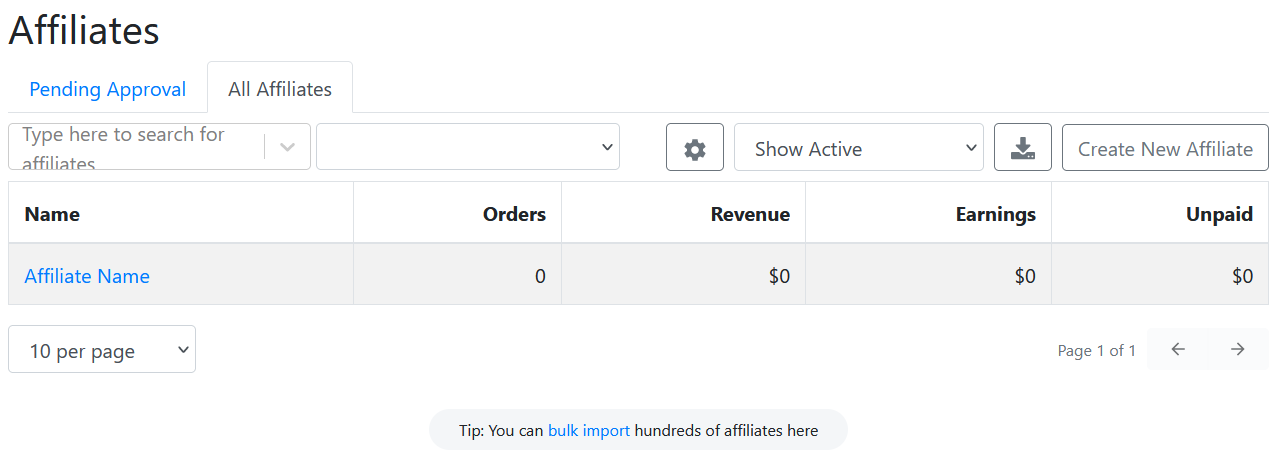 Affiliates
Pending Approval
All Affiliates
Type here to search for
affiliates
Show Active
Create New Affiliate
Name Orders Revenue Earnings Unpaid
Affiliate Name 0 $0 $0 $0
10 per page
Page 1 of 1
Tip: You can bulk import hundreds of affiliates here